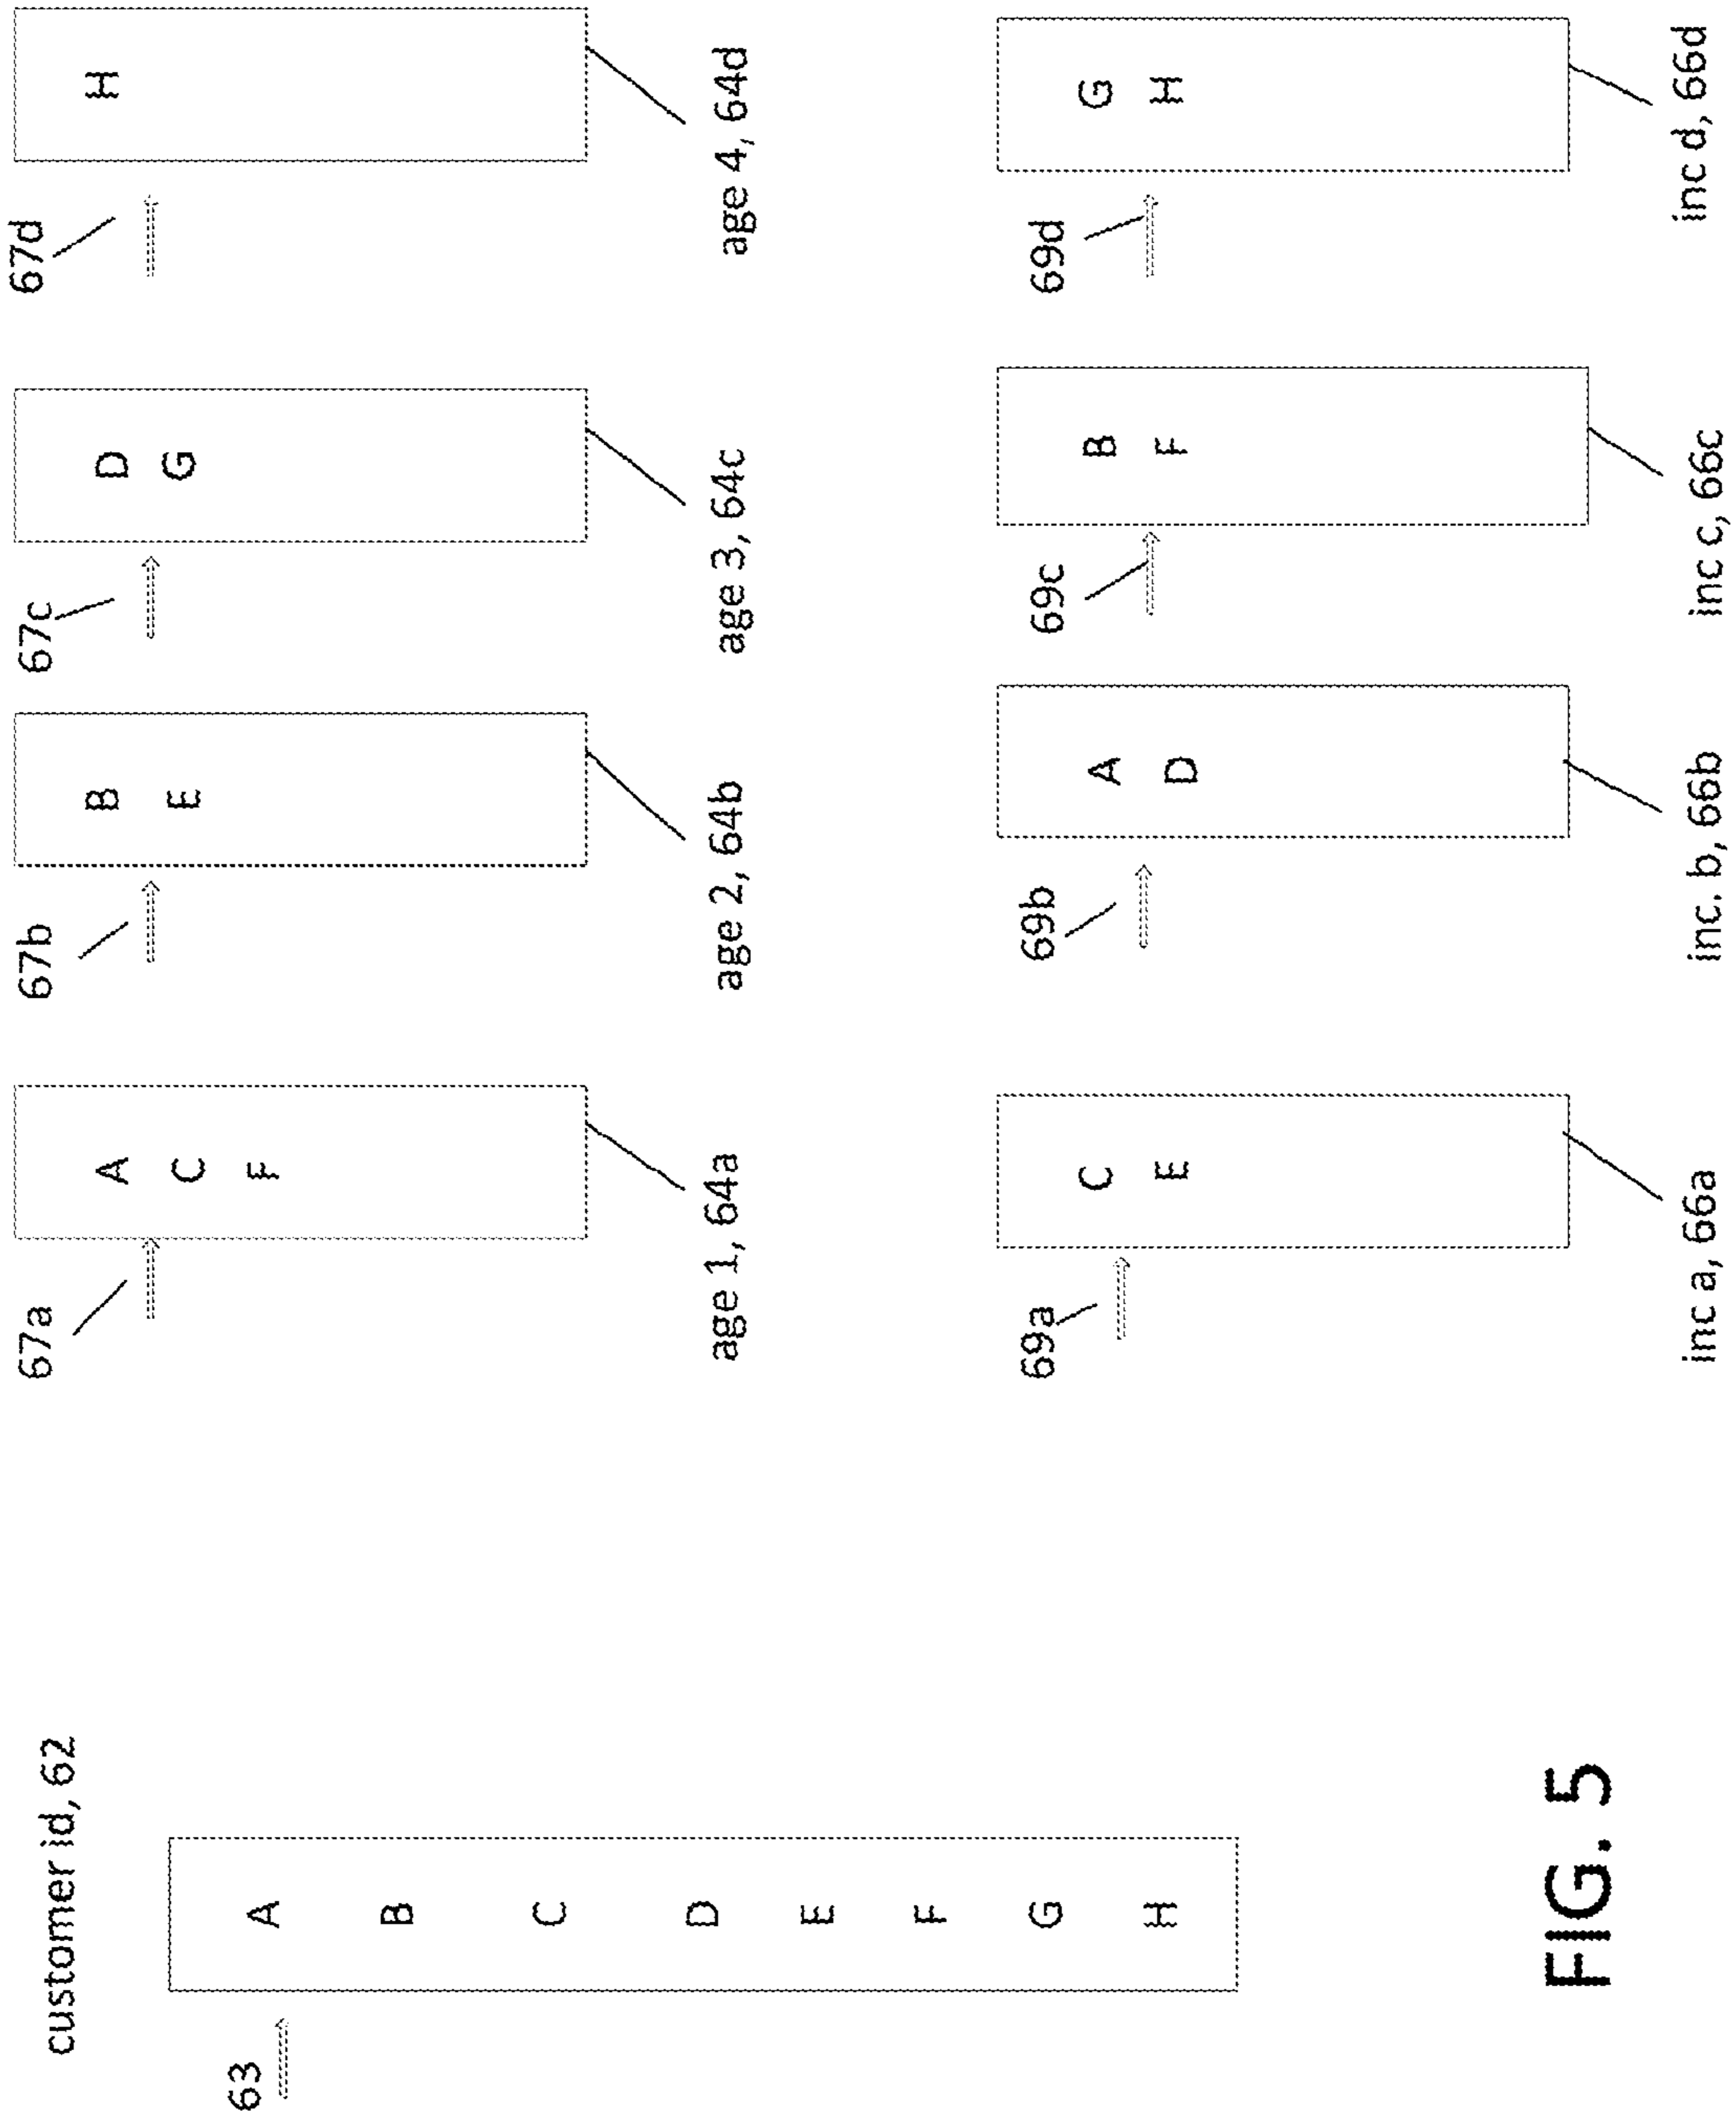 customer id, 62
63
A
B
C
D
E
F
G
H
67a
A
C
F
age 1, 64a
67b
B
E
age 2, 64b
67c
D
G
age 3, 64c
67d
H
age 4, 64d
69a
C
E
inc a, 66a
69b
A
D
inc. b, 66b
69c
B
F
inc c, 66c
69d
G
H
inc d, 66d
FIG. 5